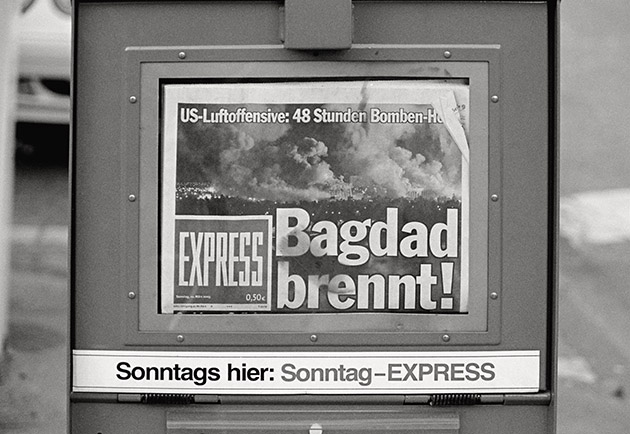 US-Luftoffensive: 48 Stunden Bomben-
Bagdad
brennt!
EXPRESS
0,50€
Sonntags hier: Sonntag-EXPRESS